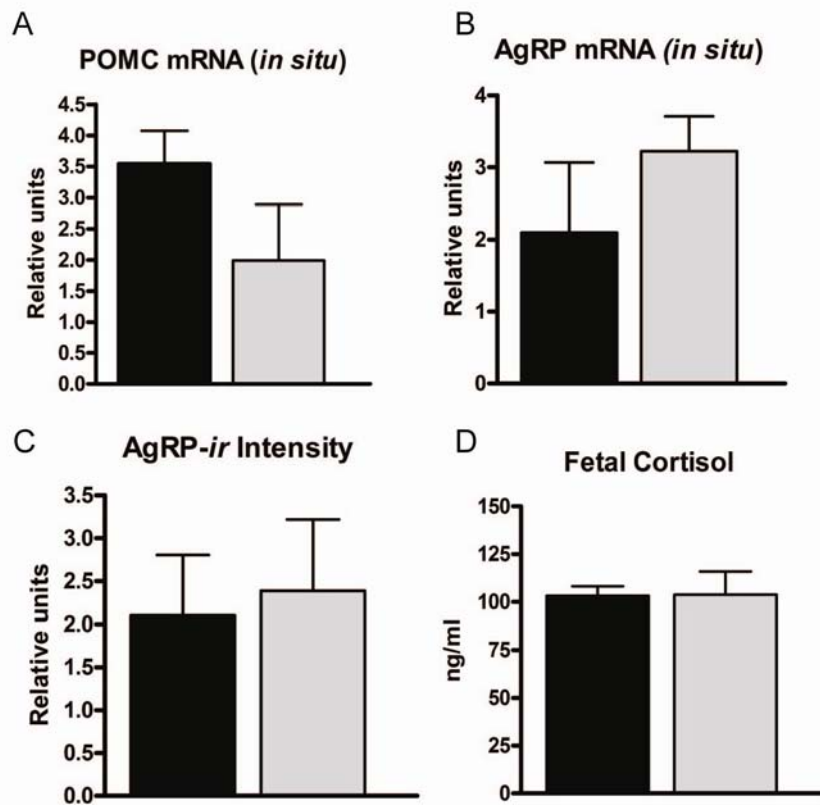 A
POMC mRNA (in situ)
Relative units
4.5
4.0
3.5
3.0
2.5
2.0
1.5
1.0
0.5
0.0
B
AgRP mRNA (in situ)
Relative units
4
3
2
1
0
C
AgRP-ir Intensity
Relative units
3.5
3.0
2.5
2.0
1.5
1.0
0.5
0.0
D
Fetal Cortisol
ng/ml
150
125
100
75
50
25
0